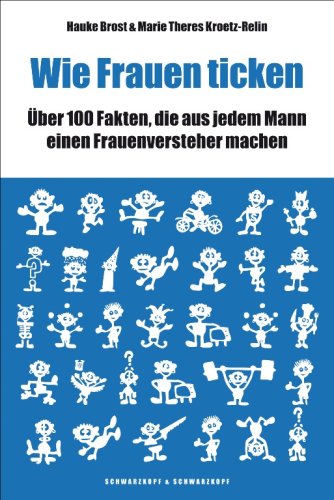 Hauke Brost & Marie Theres Kroetz-Relin
Wie Frauen ticken
Über 100 Fakten, die aus jedem Mann
einen Frauenversteher machen
SCHWARZKOPF & SCHWARZKOPF